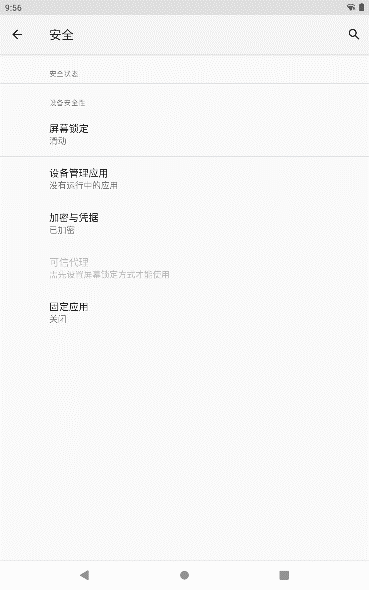 9:56
安全
安全状态
设备安全性
屏幕锁定
滑动
设备管理应用
没有运行中的应用
加密与凭据
已加密
可信代理
需先设置屏幕锁定方式才能使用
固定应用
关闭